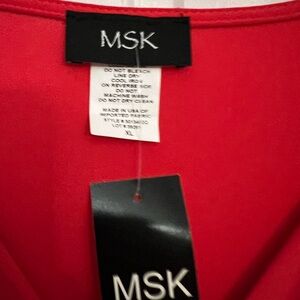 MSK
DO NOT BLEACH
LINE DRY
COOL IRON
ON REVERSE SIDE
DO NOT
MACHINE WASH
DO NOT DRY CLEAN
MADE IN USA OF
IMPORTED FABRIC
XL
MSK